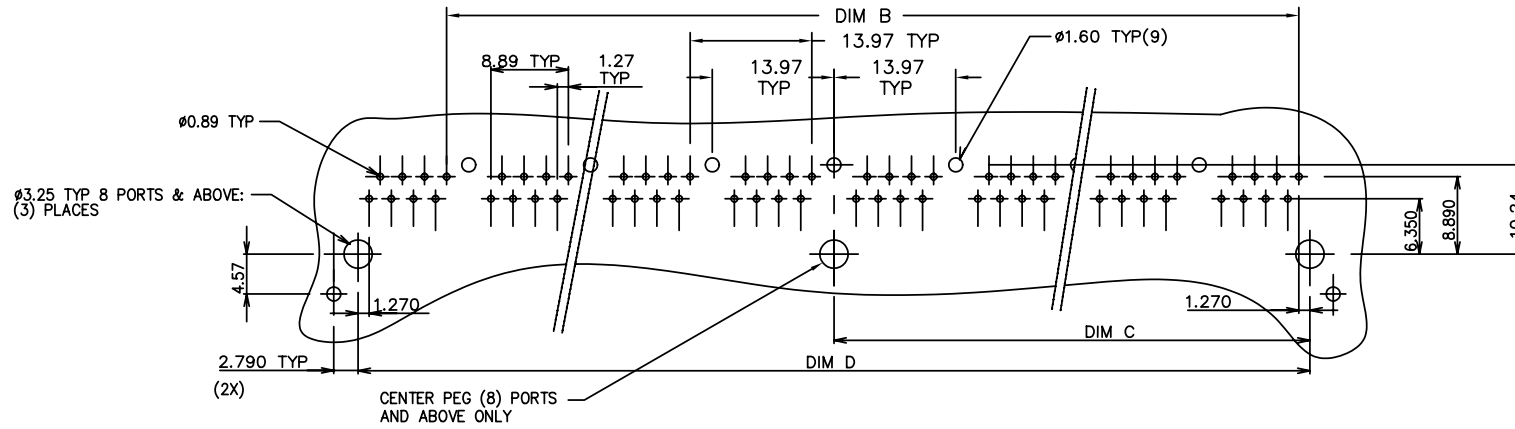 DIM B
13.97 TYP
ø1.60 TYP(9)
8.89 TYP
1.27
TYP
13.97
TYP
13.97
TYP
ø0.89 TYP
ø3.25 TYP 8 PORTS & ABOVE:
(3) PLACES
6.350
8.890
4.57
1.270
1.270
DIM C
2.790 TYP
(2X)
DIM D
CENTER PEG (8) PORTS
AND ABOVE ONLY